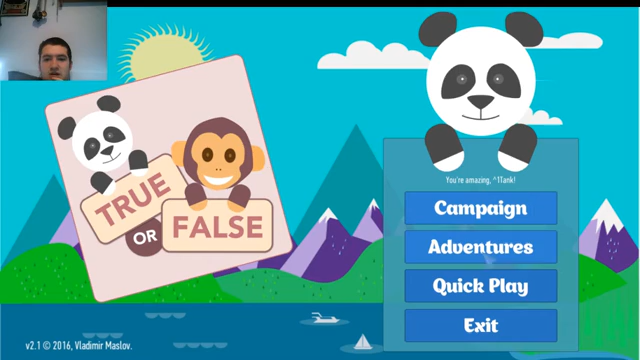 TRUE
OR
FALSE
You're amazing, ^1Tank!
Campaign
Adventures
Quick Play
Exit
v2.1 © 2016, Vladimir Maslov.